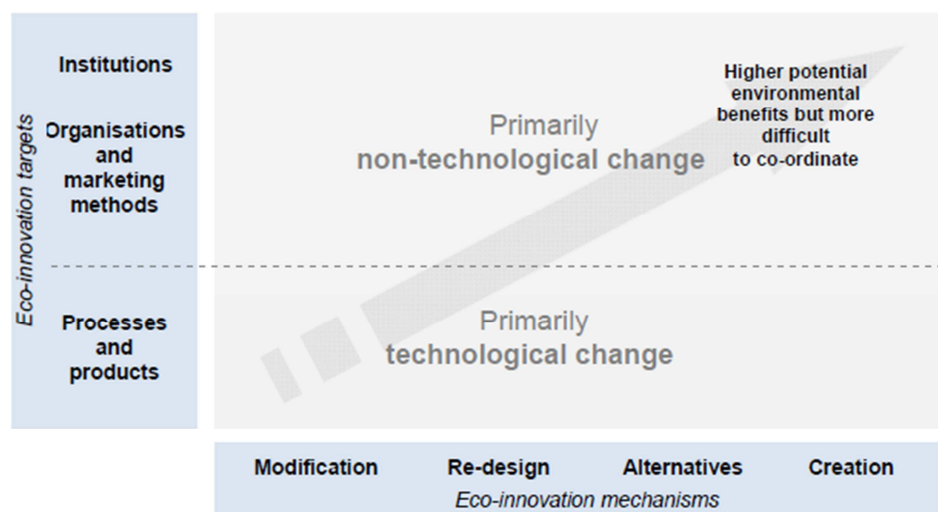 Eco-innovation targets
Institutions
Organisations
and
marketing
methods
Processes
and
products
Primarily
non-technological change
Higher potential
environmental
benefits but more
difficult
to co-ordinate
Primarily
technological change
Modification Re-design Alternatives Creation
Eco-innovation mechanisms